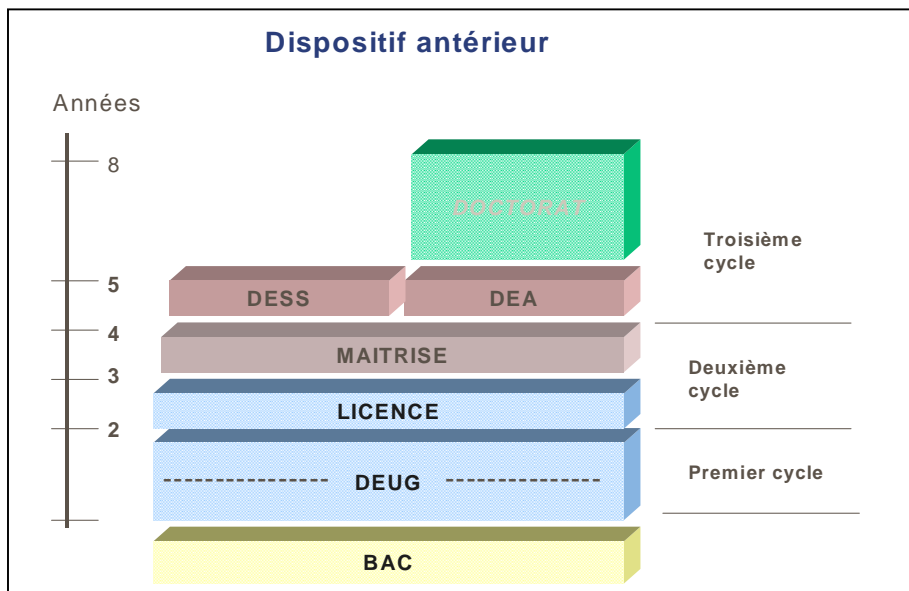 Dispositif antérieur
Années
8
DOCTORAT
Troisième
cycle
5
DESS
DEA
4
MAITRISE
3
Deuxième
cycle
LICENCE
2
DEUG
Premier cycle
BAC